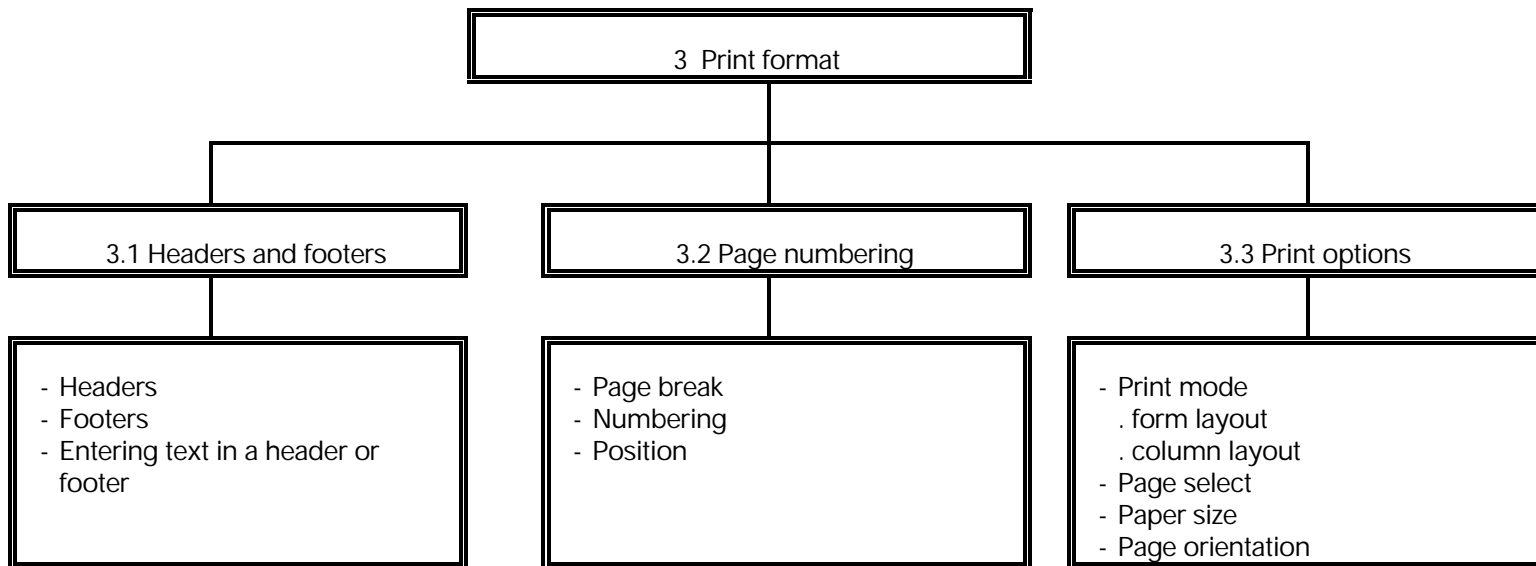 3 Print format
3.1 Headers and footers
- Headers
- Footers
- Entering text in a header or
footer
3.2 Page numbering
- Page break
- Numbering
- Position
3.3 Print options
- Print mode
. form layout
. column layout
- Page select
- Paper size
- Page orientation